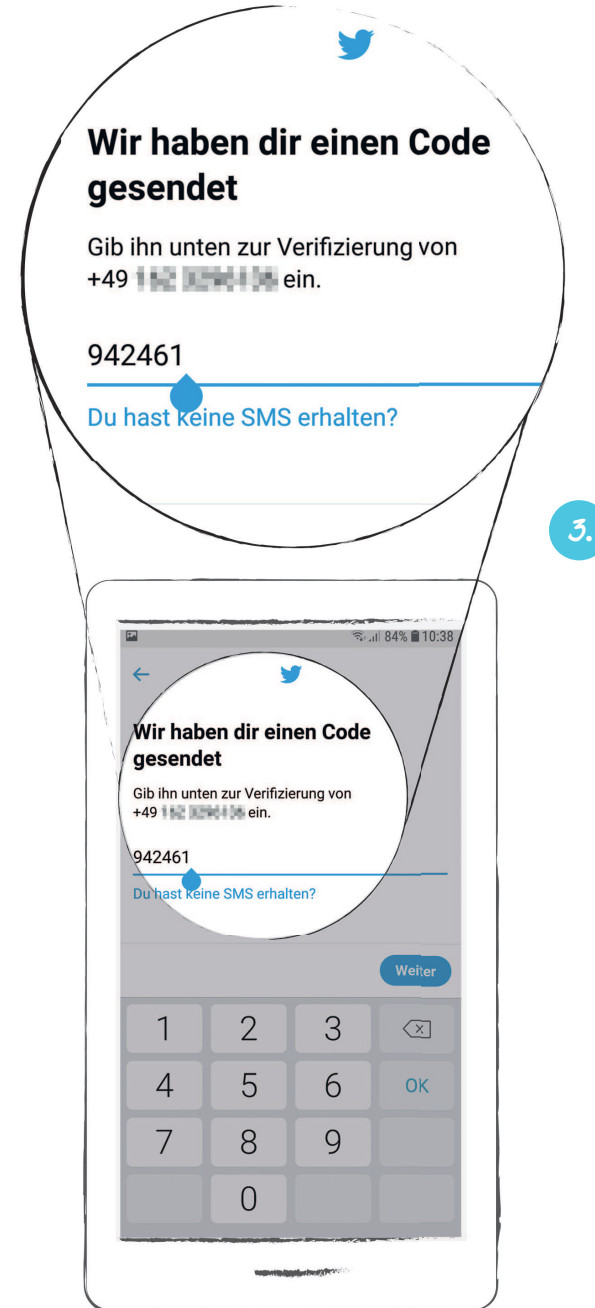 Wir haben dir einen Code
gesendet
Gib ihn unten zur Verifizierung von
+49 ein.
942461
Du hast keine SMS erhalten?
3.
84% 10:38
Wir haben dir einen Code
gesendet
Gib ihn unten zur Verifizierung von
+49 ein.
942461
Du hast keine SMS erhalten?
Weiter
1 2 3
4 5 6 OK
7 8 9
0